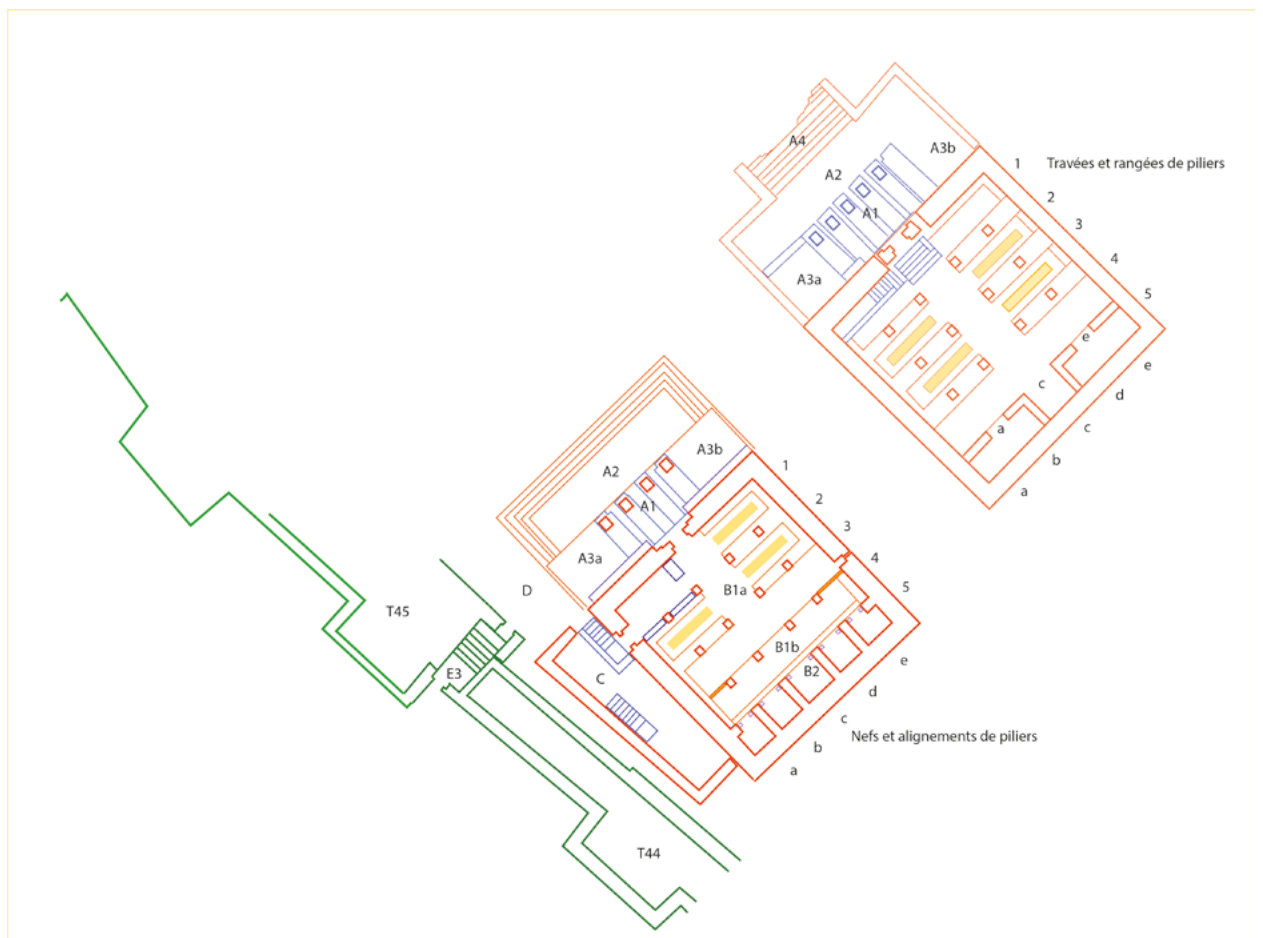 A4
A3b
1 Travées et rangées de piliers
A2
2
A1
3
4
A3a
5
e
e
c
d
a
c
b
a
A3b
1
A2
2
A1
3
A3a
4
B1a
5
D
T45
B1b
e
E3
C
B2
d
c
Nefs et alignements de piliers
b
a
T44